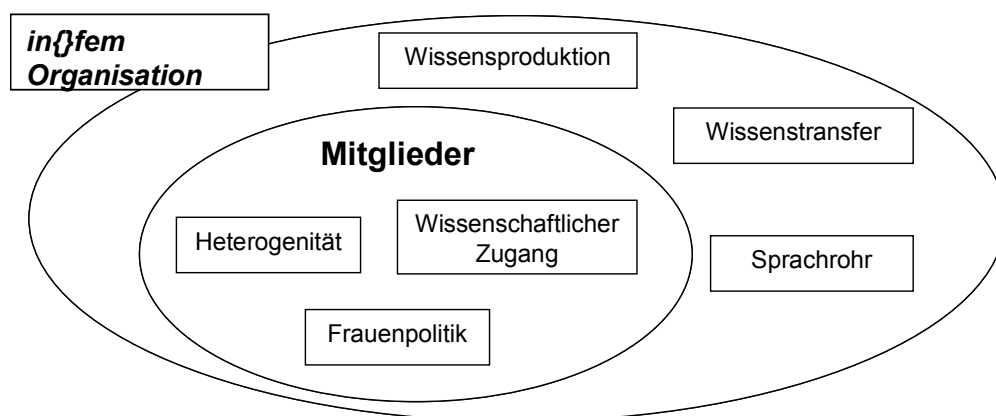 in{}fem
Organisation
Wissensproduktion
Wissenstransfer
Mitglieder
Heterogenität
Wissenschaftlicher
Zugang
Sprachrohr
Frauenpolitik